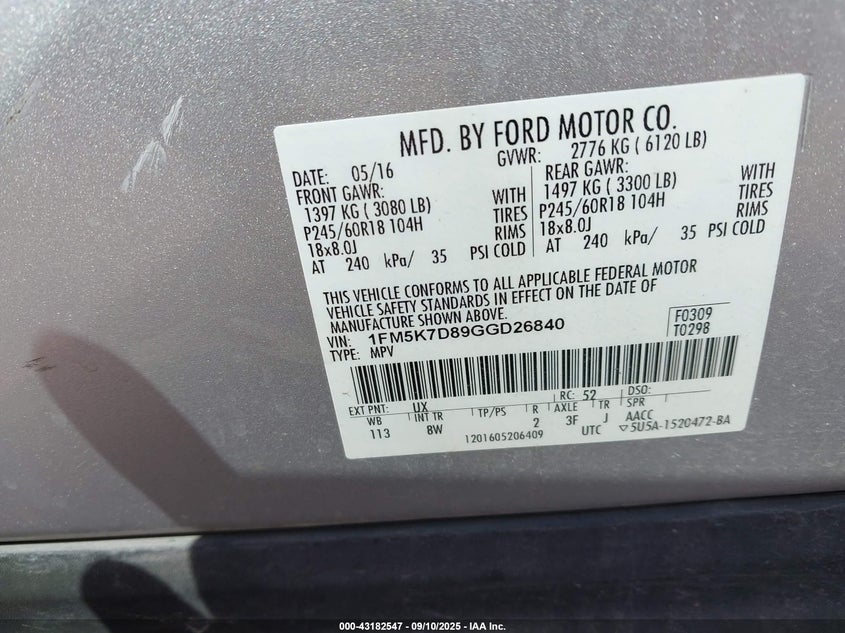 MFD. BY FORD MOTOR CO.
DATE: 05/16 GVWR: 2776 KG ( 6120 LB)
FRONT GAWR: REAR GAWR:
1397 KG ( 3080 LB) WITH 1497 KG ( 3300 LB) WITH
P245/60R18 104H TIRES P245/60R18 104H TIRES
18x8.0J RIMS 18x8.0J RIMS
AT 240 kPa/ 35 PSI COLD AT 240 kPa/ 35 PSI COLD
THIS VEHICLE CONFORMS TO ALL APPLICABLE FEDERAL MOTOR
VEHICLE SAFETY STANDARDS IN EFFECT ON THE DATE OF
MANUFACTURE SHOWN ABOVE.
VIN: 1FM5K7D89GGD26840 F0309
TYPE: MPV T0298
EXT PNT: UX RC: 52 DSO:
WB INT TR TP/PS R AXLE TR SPR
113 8W 2 3F J AACC
1201605206409 UTC ▽5U5A-1520472-BA
000-43182547 - 09/10/2025 - IAA Inc.